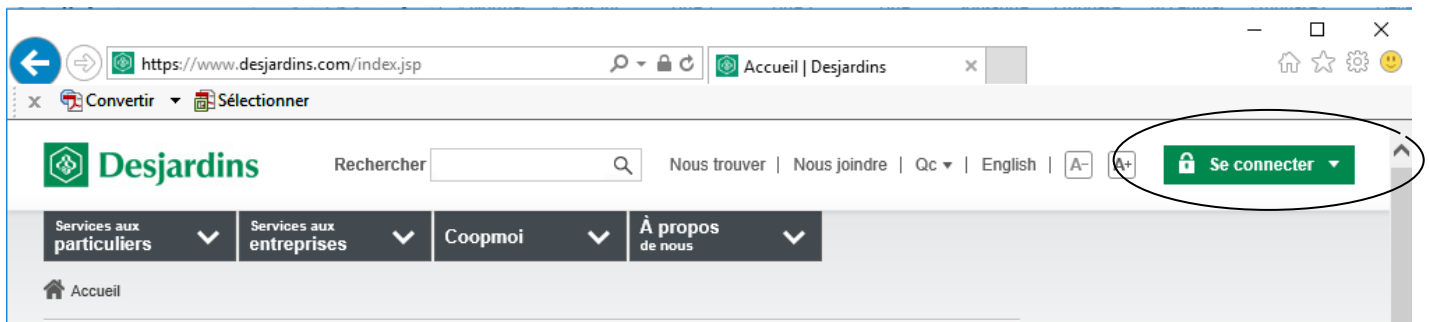 https://www.desjardins.com/index.jsp
Accueil | Desjardins
x Convertir Sélectionner
Desjardins
Rechercher
Nous trouver | Nous joindre | Qc | English | A- A+
Se connecter
Services aux
particuliers
Services aux
entreprises
Coopmoi
À propos
de nous
Accueil